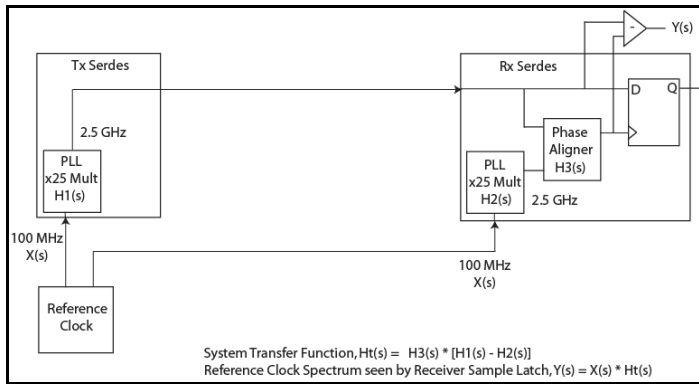 Y(s)
-
Tx Serdes
Rx Serdes
D Q
2.5 GHz
Phase
Aligner
H3(s)
PLL
x25 Mult
H1(s)
PLL
x25 Mult
H2(s)
2.5 GHz
100 MHz
X(s)
100 MHz
X(s)
Reference
Clock
System Transfer Function, Ht(s) = H3(s) * [H1(s) - H2(s)]
Reference Clock Spectrum seen by Receiver Sample Latch, Y(s) = X(s) * Ht(s)